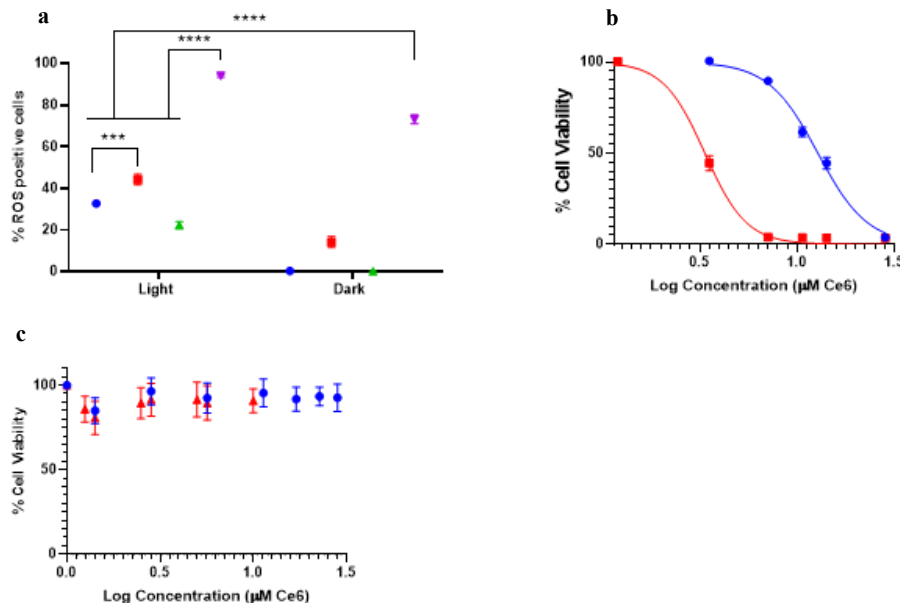 a
****
****
***
100
80
60
40
20
0
% ROS positive cells
Light
Dark
b
100
50
0
% Cell Viability
0.5
1.0
1.5
Log Concentration (μM Ce6)
c
100
50
0
% Cell Viability
0.0
0.5
1.0
1.5
Log Concentration (μM Ce6)